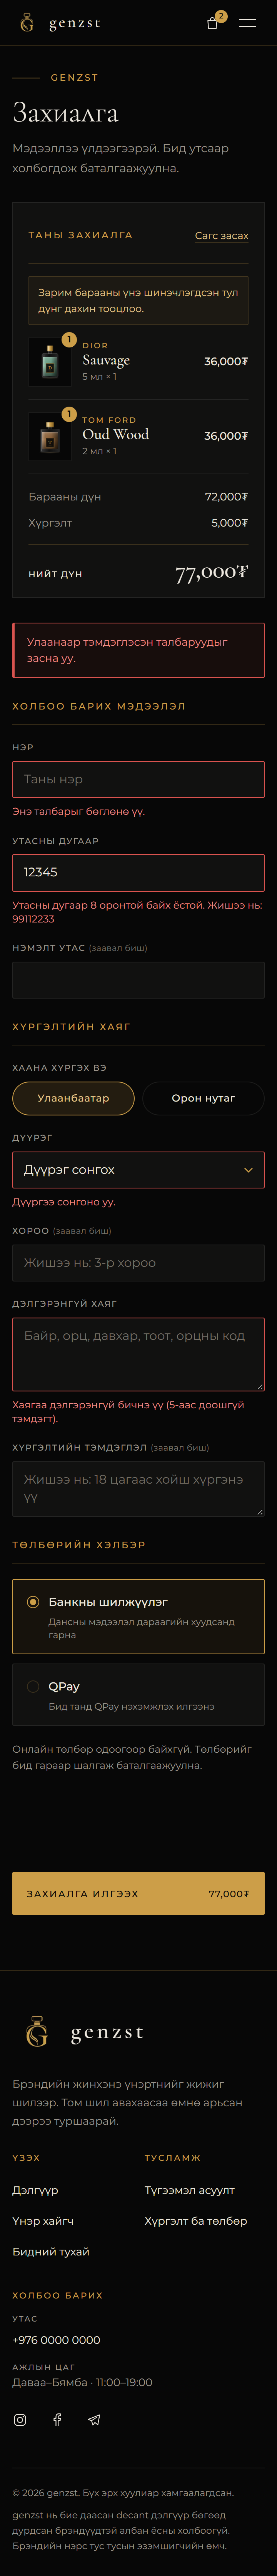 genzst
2
GENZST
Захиалга
Мэдээллээ үлдээгээрэй. Бид утсаар
холбогдож баталгаажуулна.
ТАНЫ ЗАХИАЛГА
Сагс засах
Зарим барааны үнэ шинэчлэгдсэн тул
дүнг дахин тооцоллоо.
1
DIOR
Sauvage
5 мл × 1
36,000₮
1
TOM FORD
Oud Wood
2 мл × 1
36,000₮
Барааны дүн
72,000₮
Хүргэлт
5,000₮
НИЙТ ДҮН
77,000₮
Улаанаар тэмдэглэсэн талбаруудыг
засна уу.
ХОЛБОО БАРИХ МЭДЭЭЛЭЛ
НЭР
Таны нэр
Энэ талбарыг бөглөнө үү.
УТАСНЫ ДУГААР
12345
Утасны дугаар 8 оронтой байх ёстой. Жишээ нь:
99112233
НЭМЭЛТ УТАС (заавал биш)
ХҮРГЭЛТИЙН ХАЯГ
ХААНА ХҮРГЭХ ВЭ
Улаанбаатар
Орон нутаг
ДҮҮРЭГ
Дүүрэг сонгох
Дүүргээ сонгоно уу.
ХОРОО (заавал биш)
Жишээ нь: 3-р хороо
ДЭЛГЭРЭНГҮЙ ХАЯГ
Байр, орц, давхар, тоот, орцны код
Хаягаа дэлгэрэнгүй бичнэ үү (5-аас доошгүй
тэмдэгт).
ХҮРГЭЛТИЙН ТЭМДЭГЛЭЛ (заавал биш)
Жишээ нь: 18 цагаас хойш хүргэнэ
үү
ТӨЛБӨРИЙН ХЭЛБЭР
Банкны шилжүүлэг
Дансны мэдээлэл дараагийн хуудсанд
гарна
QPay
Бид танд QPay нэхэмжлэх илгээнэ
Онлайн төлбөр одоогоор байхгүй. Төлбөрийг
бид гараар шалгаж баталгаажуулна.
ЗАХИАЛГА ИЛГЭЭХ
77,000₮
genzst
Брэндийн жинхэнэ үнэртнийг жижиг
шилээр. Том шил авахаасаа өмнө арьсан
дээрээ туршаарай.
ҮЗЭХ
ТУСЛАМЖ
Дэлгүүр
Түгээмэл асуулт
Үнэр хайгч
Хүргэлт ба төлбөр
Бидний тухай
ХОЛБОО БАРИХ
УТАС
+976 0000 0000
АЖЛЫН ЦАГ
Даваа–Бямба · 11:00–19:00
© 2026 genzst. Бүх эрх хуулиар хамгаалагдсан.
genzst нь бие даасан decant дэлгүүр бөгөөд
дурдсан брэндүүдтэй албан ёсны холбоогүй.
Брэндийн нэрс тус тусын эзэмшигчийн өмч.